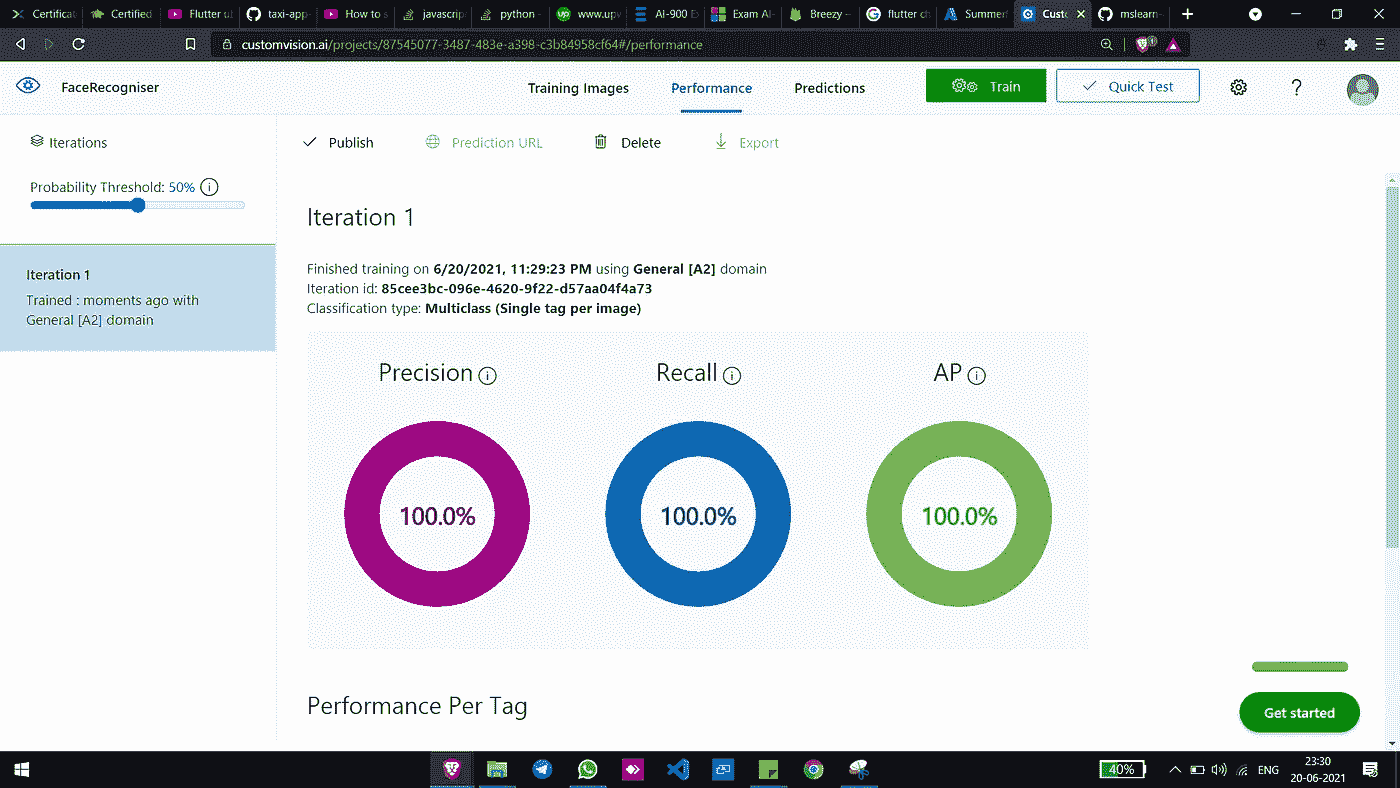 Certificat
Certified
Flutter ub
taxi-app-
How to s
javascrip
python -
www.upv
AI-900 E
Exam AI-
Breezy –
flutter ch
Summer
Custo
mslearn-
customvision.ai/projects/87545077-3487-483e-a398-c3b84958cf64#/performance
FaceRecogniser
Training Images
Performance
Predictions
Train
Quick Test
Iterations
Publish
Prediction URL
Delete
Export
Probability Threshold: 50%
Iteration 1
Trained : moments ago with
General [A2] domain
Iteration 1
Finished training on 6/20/2021, 11:29:23 PM using General [A2] domain
Iteration id: 85cee3bc-096e-4620-9f22-d57aa04f4a73
Classification type: Multiclass (Single tag per image)
Precision
Recall
AP
100.0%
100.0%
100.0%
Performance Per Tag
Get started
40%
ENG
23:30
20-06-2021